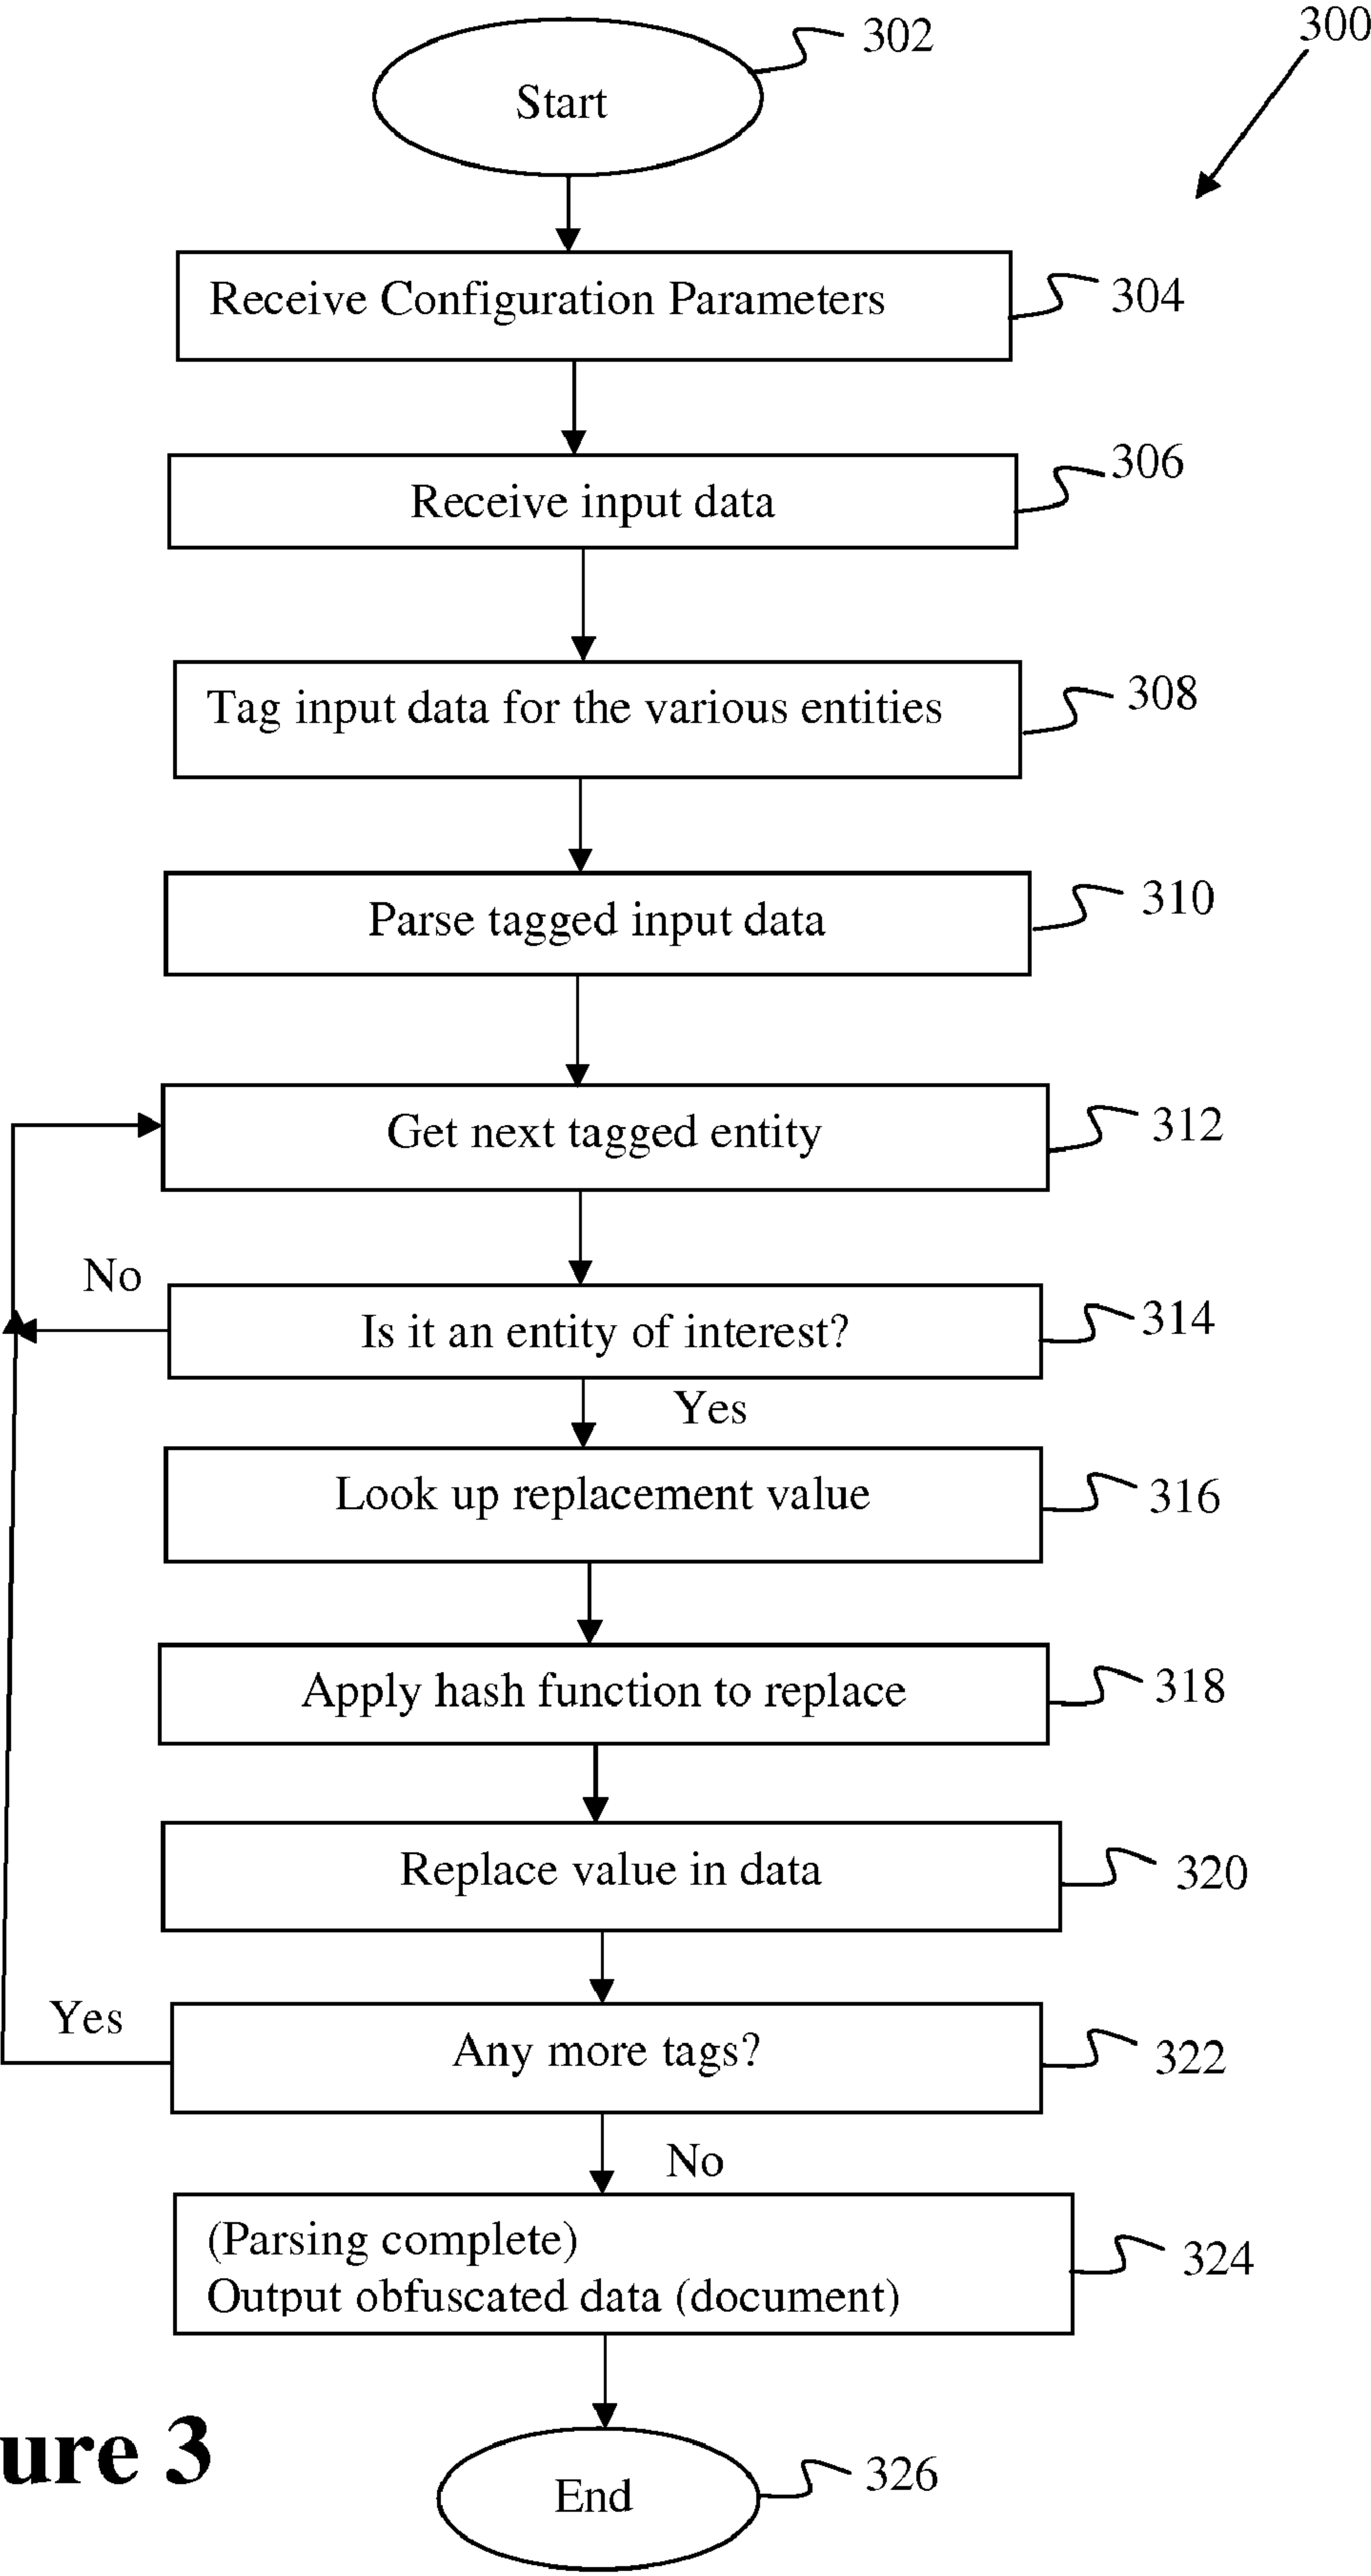 302
300
Start
Receive Configuration Parameters
304
306
Receive input data
Tag input data for the various entities
308
Parse tagged input data
310
Get next tagged entity
312
No
Is it an entity of interest?
314
Yes
Look up replacement value
316
Apply hash function to replace
318
Replace value in data
320
Yes
Any more tags?
322
No
(Parsing complete)
Output obfuscated data (document)
324
ure 3
End
326